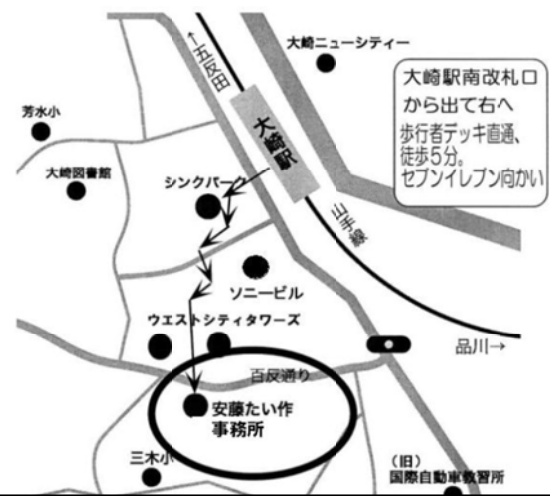 ←五反田
大崎ニューシティー
大崎駅南改札口
から出て右へ
歩行者デッキ直通、
徒歩5分。
セブンイレブン向かい
芳水小
大崎駅
大崎図書館
シンクパーク
山手線
ソニービル
ウエストシティタワーズ
品川→
百反通り
安藤たい作
事務所
三木小
(旧)
国際自動車教習所